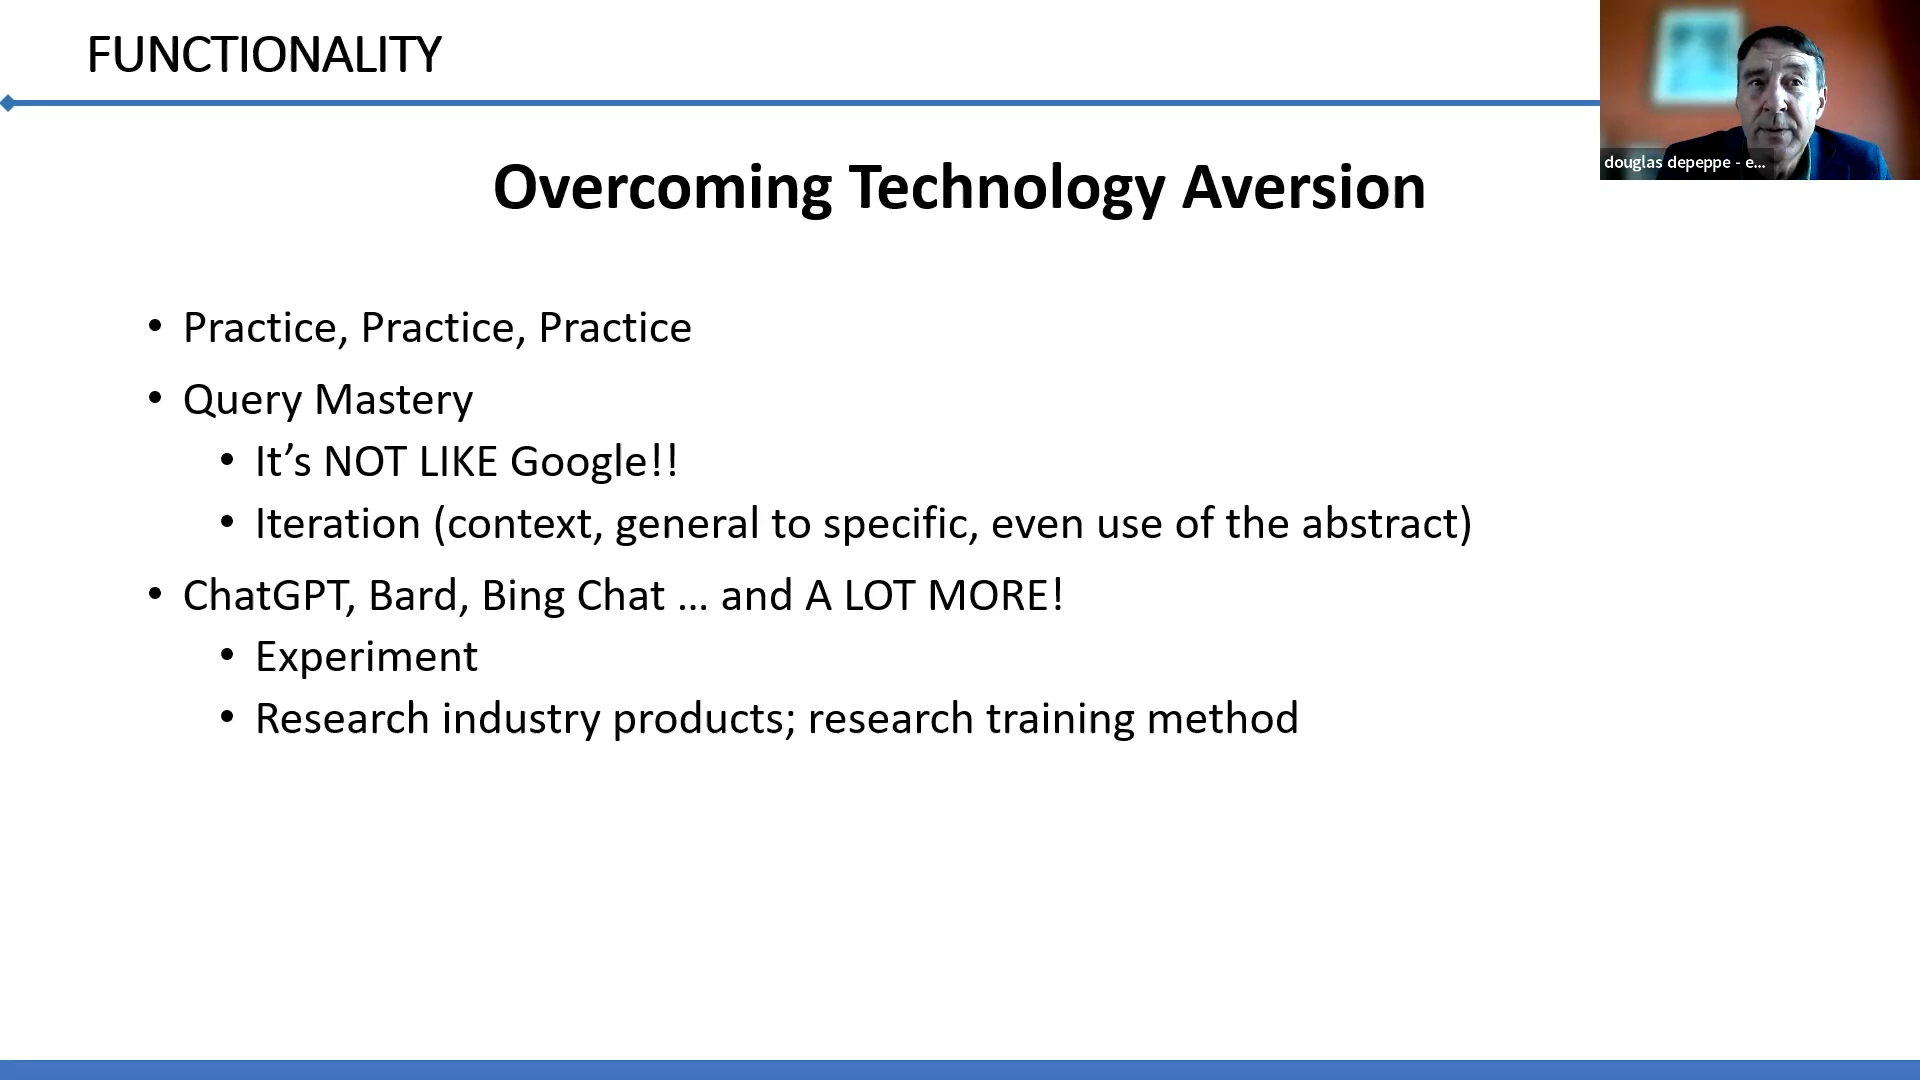 FUNCTIONALITY
douglas depeppe - e...
Overcoming Technology Aversion
• Practice, Practice, Practice
• Query Mastery
• It’s NOT LIKE Google!!
• Iteration (context, general to specific, even use of the abstract)
• ChatGPT, Bard, Bing Chat … and A LOT MORE!
• Experiment
• Research industry products; research training method